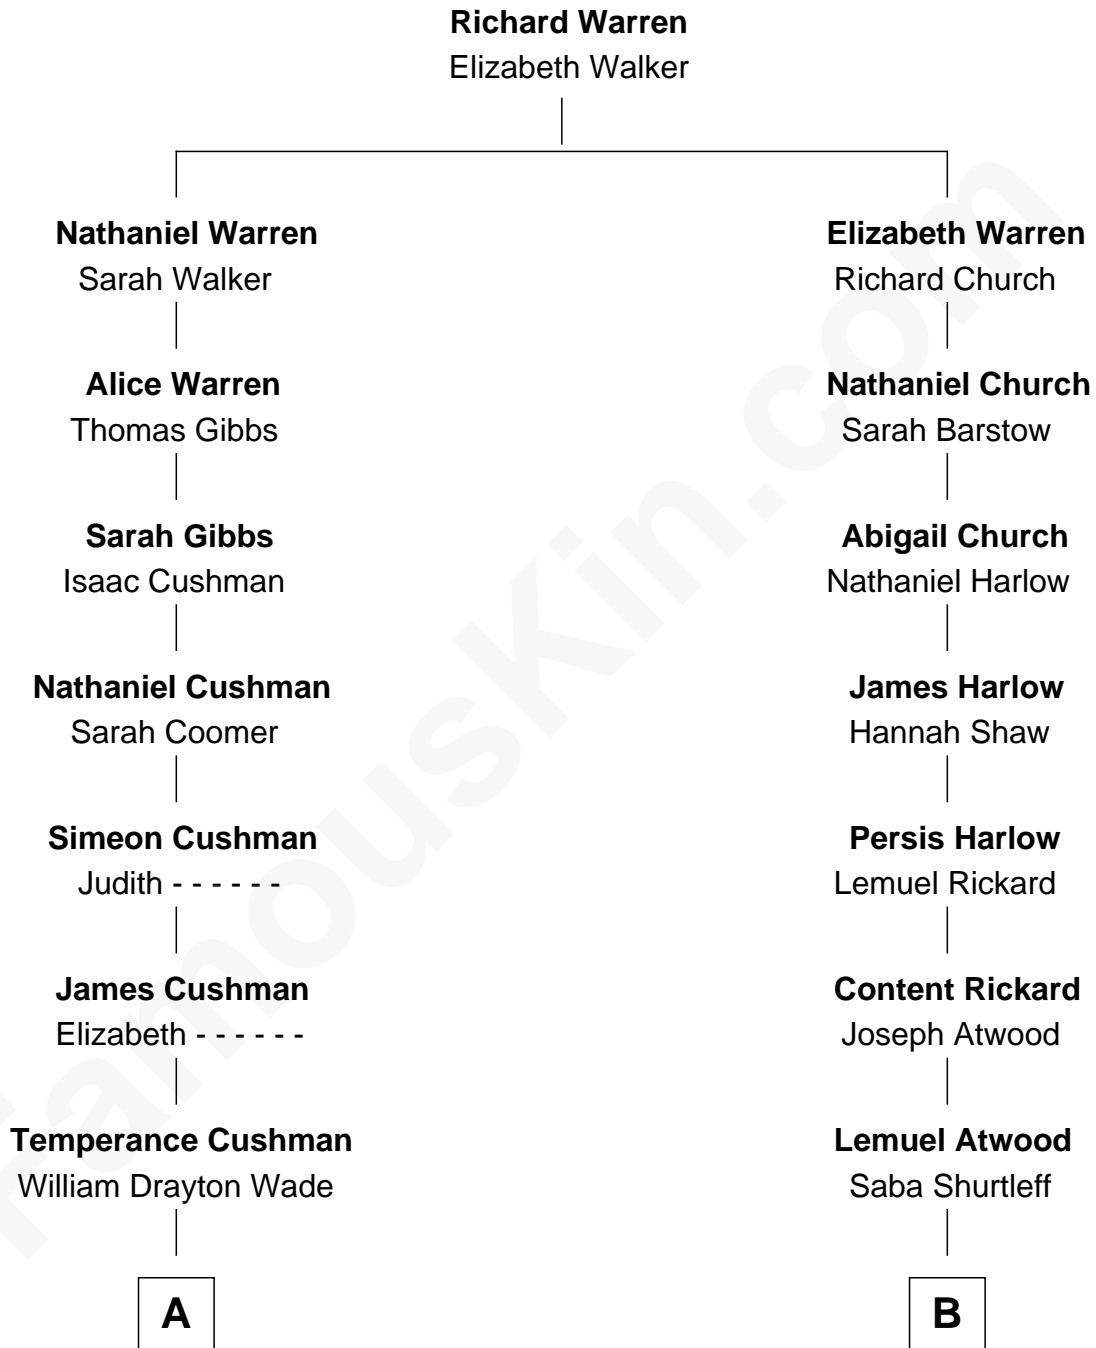 Richard Warren
Elizabeth Walker
Nathaniel Warren
Sarah Walker
Alice Warren
Thomas Gibbs
Sarah Gibbs
Isaac Cushman
Nathaniel Cushman
Sarah Coomer
Simeon Cushman
Judith - - - - - -
James Cushman
Elizabeth - - - - - -
Temperance Cushman
William Drayton Wade
A
Elizabeth Warren
Richard Church
Nathaniel Church
Sarah Barstow
Abigail Church
Nathaniel Harlow
James Harlow
Hannah Shaw
Persis Harlow
Lemuel Rickard
Content Rickard
Joseph Atwood
Lemuel Atwood
Saba Shurtleff
B
FamousKin.com